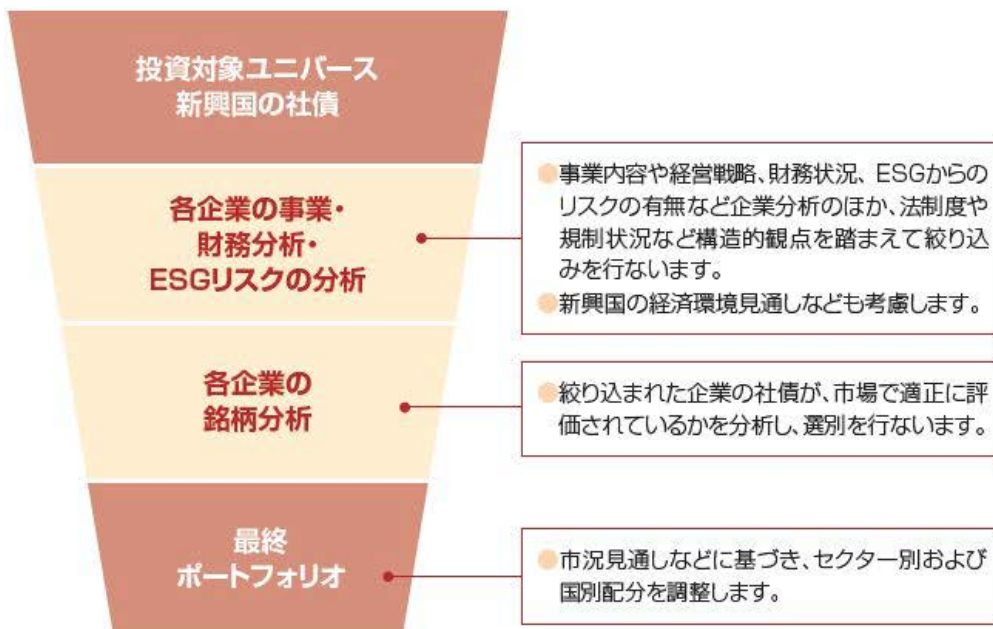 投資対象ユニバース
新興国の社債
各企業の事業・
財務分析・
ESGリスクの分析
●事業内容や経営戦略、財務状況、ESGからの
リスクの有無など企業分析のほか、法制度や
規制状況など構造的観点を踏まえて絞り込
みを行ないます。
●新興国の経済環境見通しなども考慮します。
各企業の
銘柄分析
●絞り込まれた企業の社債が、市場で適正に評
価されているかを分析し、選別を行ないます。
最終
ポートフォリオ
●市況見通しなどに基づき、セクター別および
国別配分を調整します。